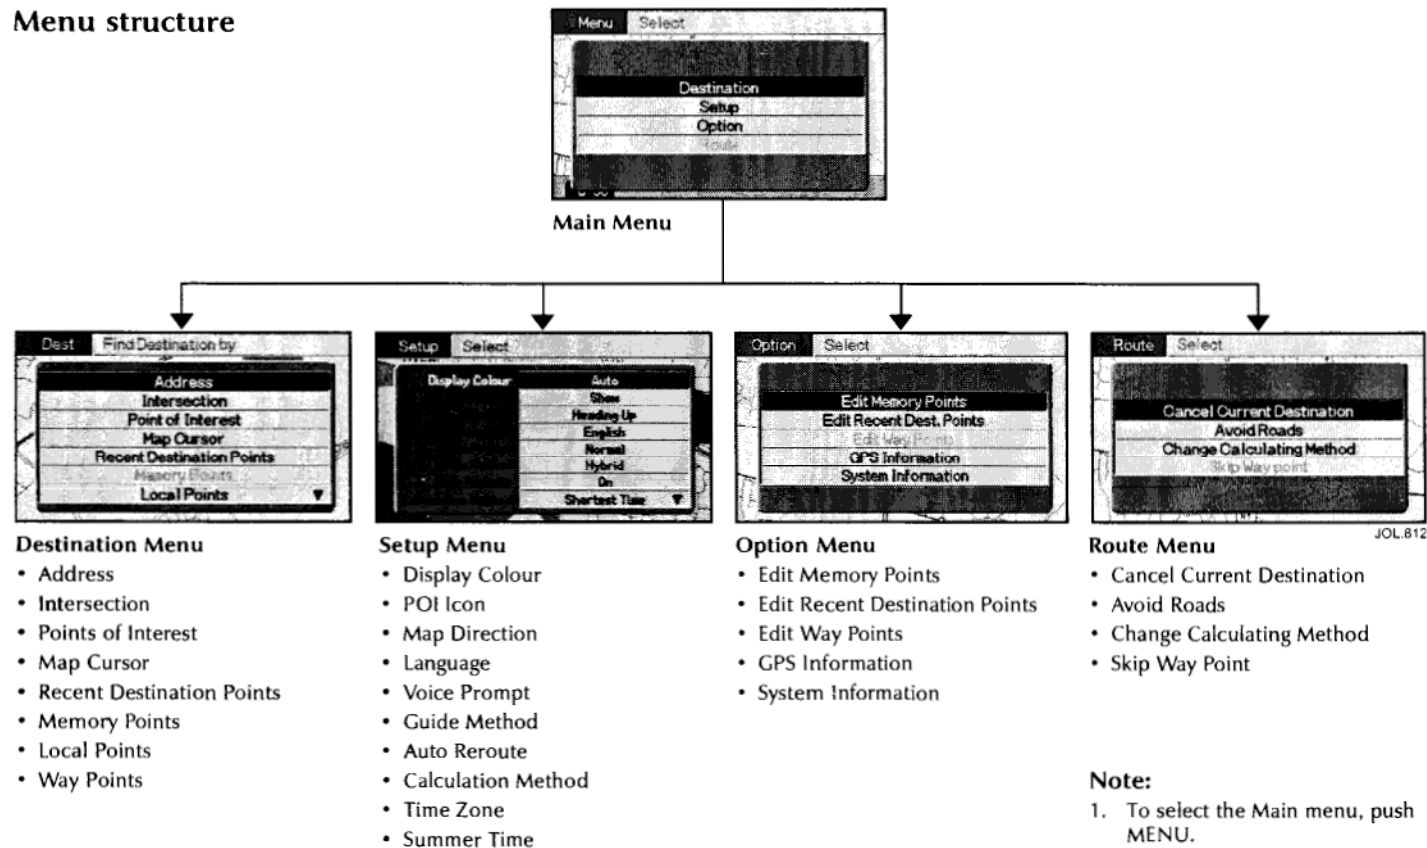 Menu structure
Menu Select
Destination
Setup
Option
Route
Main Menu
Dest Find Destination by
Address
Intersection
Point of Interest
Map Cursor
Recent Destination Points
Memory Points
Local Points
Destination Menu
• Address
• Intersection
• Points of Interest
• Map Cursor
• Recent Destination Points
• Memory Points
• Local Points
• Way Points
Setup Select
Display Colour Auto
Show
Heading Up
English
Normal
Hybrid
On
Shortest Time
Setup Menu
• Display Colour
• POI Icon
• Map Direction
• Language
• Voice Prompt
• Guide Method
• Auto Reroute
• Calculation Method
• Time Zone
• Summer Time
Option Select
Edit Memory Points
Edit Recent Dest. Points
Edit Way Points
GPS Information
System Information
Option Menu
• Edit Memory Points
• Edit Recent Destination Points
• Edit Way Points
• GPS Information
• System Information
Route Select
Cancel Current Destination
Avoid Roads
Change Calculating Method
Skip Way point
JOL.812
Route Menu
• Cancel Current Destination
• Avoid Roads
• Change Calculating Method
• Skip Way Point
Note:
1. To select the Main menu, push
MENU.